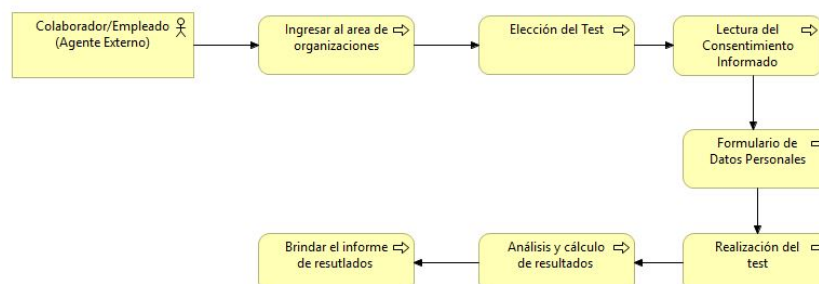 Colaborador/Empleado
(Agente Externo)
Ingresar al area de
organizaciones
Elección del Test
Lectura del
Consentimiento
Informado
Formulario de
Datos Personales
Realización del
test
Análisis y cálculo
de resultados
Brindar el informe
de resutlados